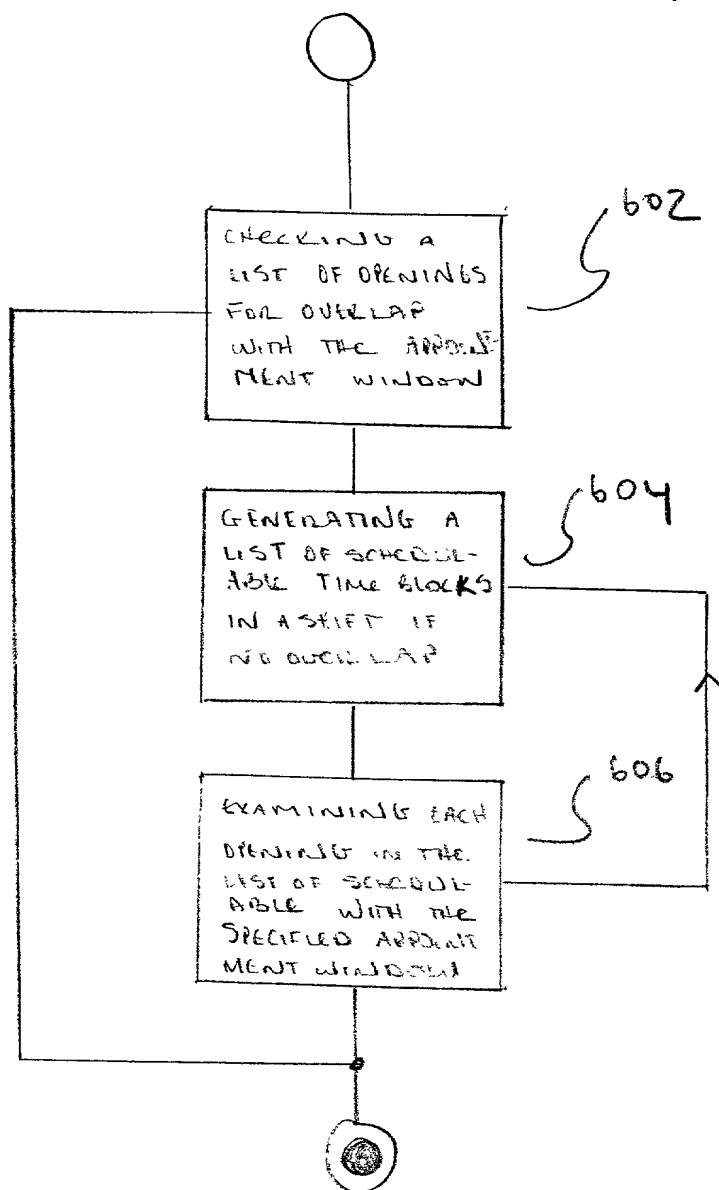 CHECKING A
LIST OF OPENINGS
FOR OVERLAP
WITH THE APPOINT-
MENT WINDOW
602
GENERATING A
LIST OF SCHEDUL-
ABLE TIME BLOCKS
IN A SHIFT IF
NO OVERLAP
604
EXAMINING EACH
OPENING IN THE
LIST OF SCHEDUL-
ABLE WITH THE
SPECIFIED APPOINT
MENT WINDOW
606